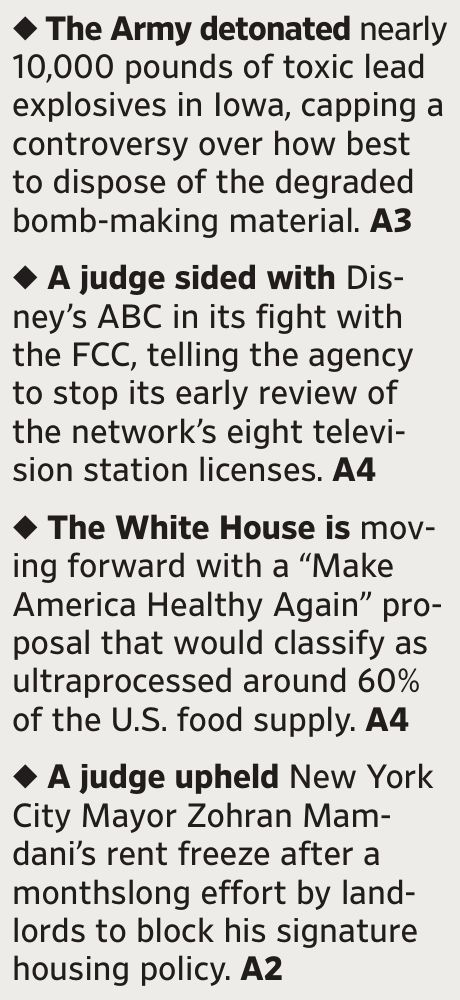 ◆ The Army detonated nearly
10,000 pounds of toxic lead
explosives in Iowa, capping a
controversy over how best
to dispose of the degraded
bomb-making material. A3
◆ A judge sided with Dis-
ney’s ABC in its fight with
the FCC, telling the agency
to stop its early review of
the network’s eight televi-
sion station licenses. A4
◆ The White House is mov-
ing forward with a “Make
America Healthy Again” pro-
posal that would classify as
ultraprocessed around 60%
of the U.S. food supply. A4
◆ A judge upheld New York
City Mayor Zohran Mam-
dani’s rent freeze after a
monthslong effort by land-
lords to block his signature
housing policy. A2